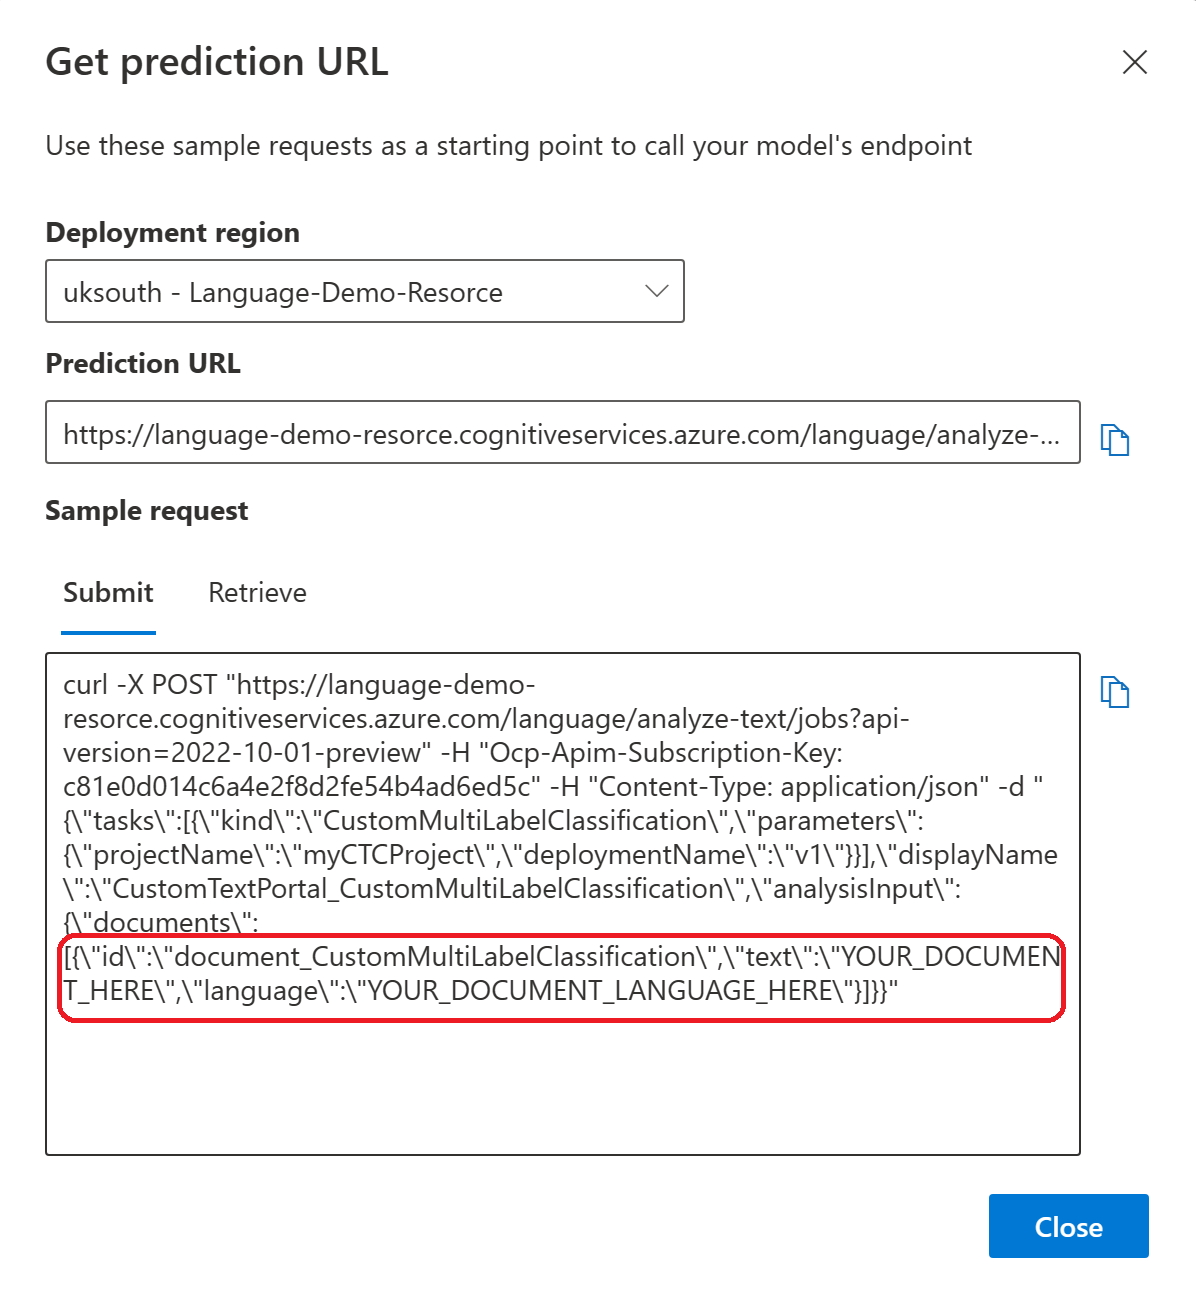 Get prediction URL
Use these sample requests as a starting point to call your model's endpoint
Deployment region
uksouth - Language-Demo-Resorce
Prediction URL
https://language-demo-resorce.cognitiveservices.azure.com/language/analyze-...
Sample request
Submit Retrieve
curl -X POST "https://language-demo-
resorce.cognitiveservices.azure.com/language/analyze-text/jobs?api-
version=2022-10-01-preview" -H "Ocp-Apim-Subscription-Key:
c81e0d014c6a4e2f8d2fe54b4ad6ed5c" -H "Content-Type: application/json" -d "
{\"tasks\":[{\"kind\":\"CustomMultiLabelClassification\",\"parameters\":
{\"projectName\":\"myCTCProject\",\"deploymentName\":\"v1\"}}],\"displayName
\":\"CustomTextPortal_CustomMultiLabelClassification\",\"analysisInput\":
{\"documents\":
[{\"id\":\"document_CustomMultiLabelClassification\",\"text\":\"YOUR_DOCUMEN
T_HERE\",\"language\":\"YOUR_DOCUMENT_LANGUAGE_HERE\"}]}}"
Close